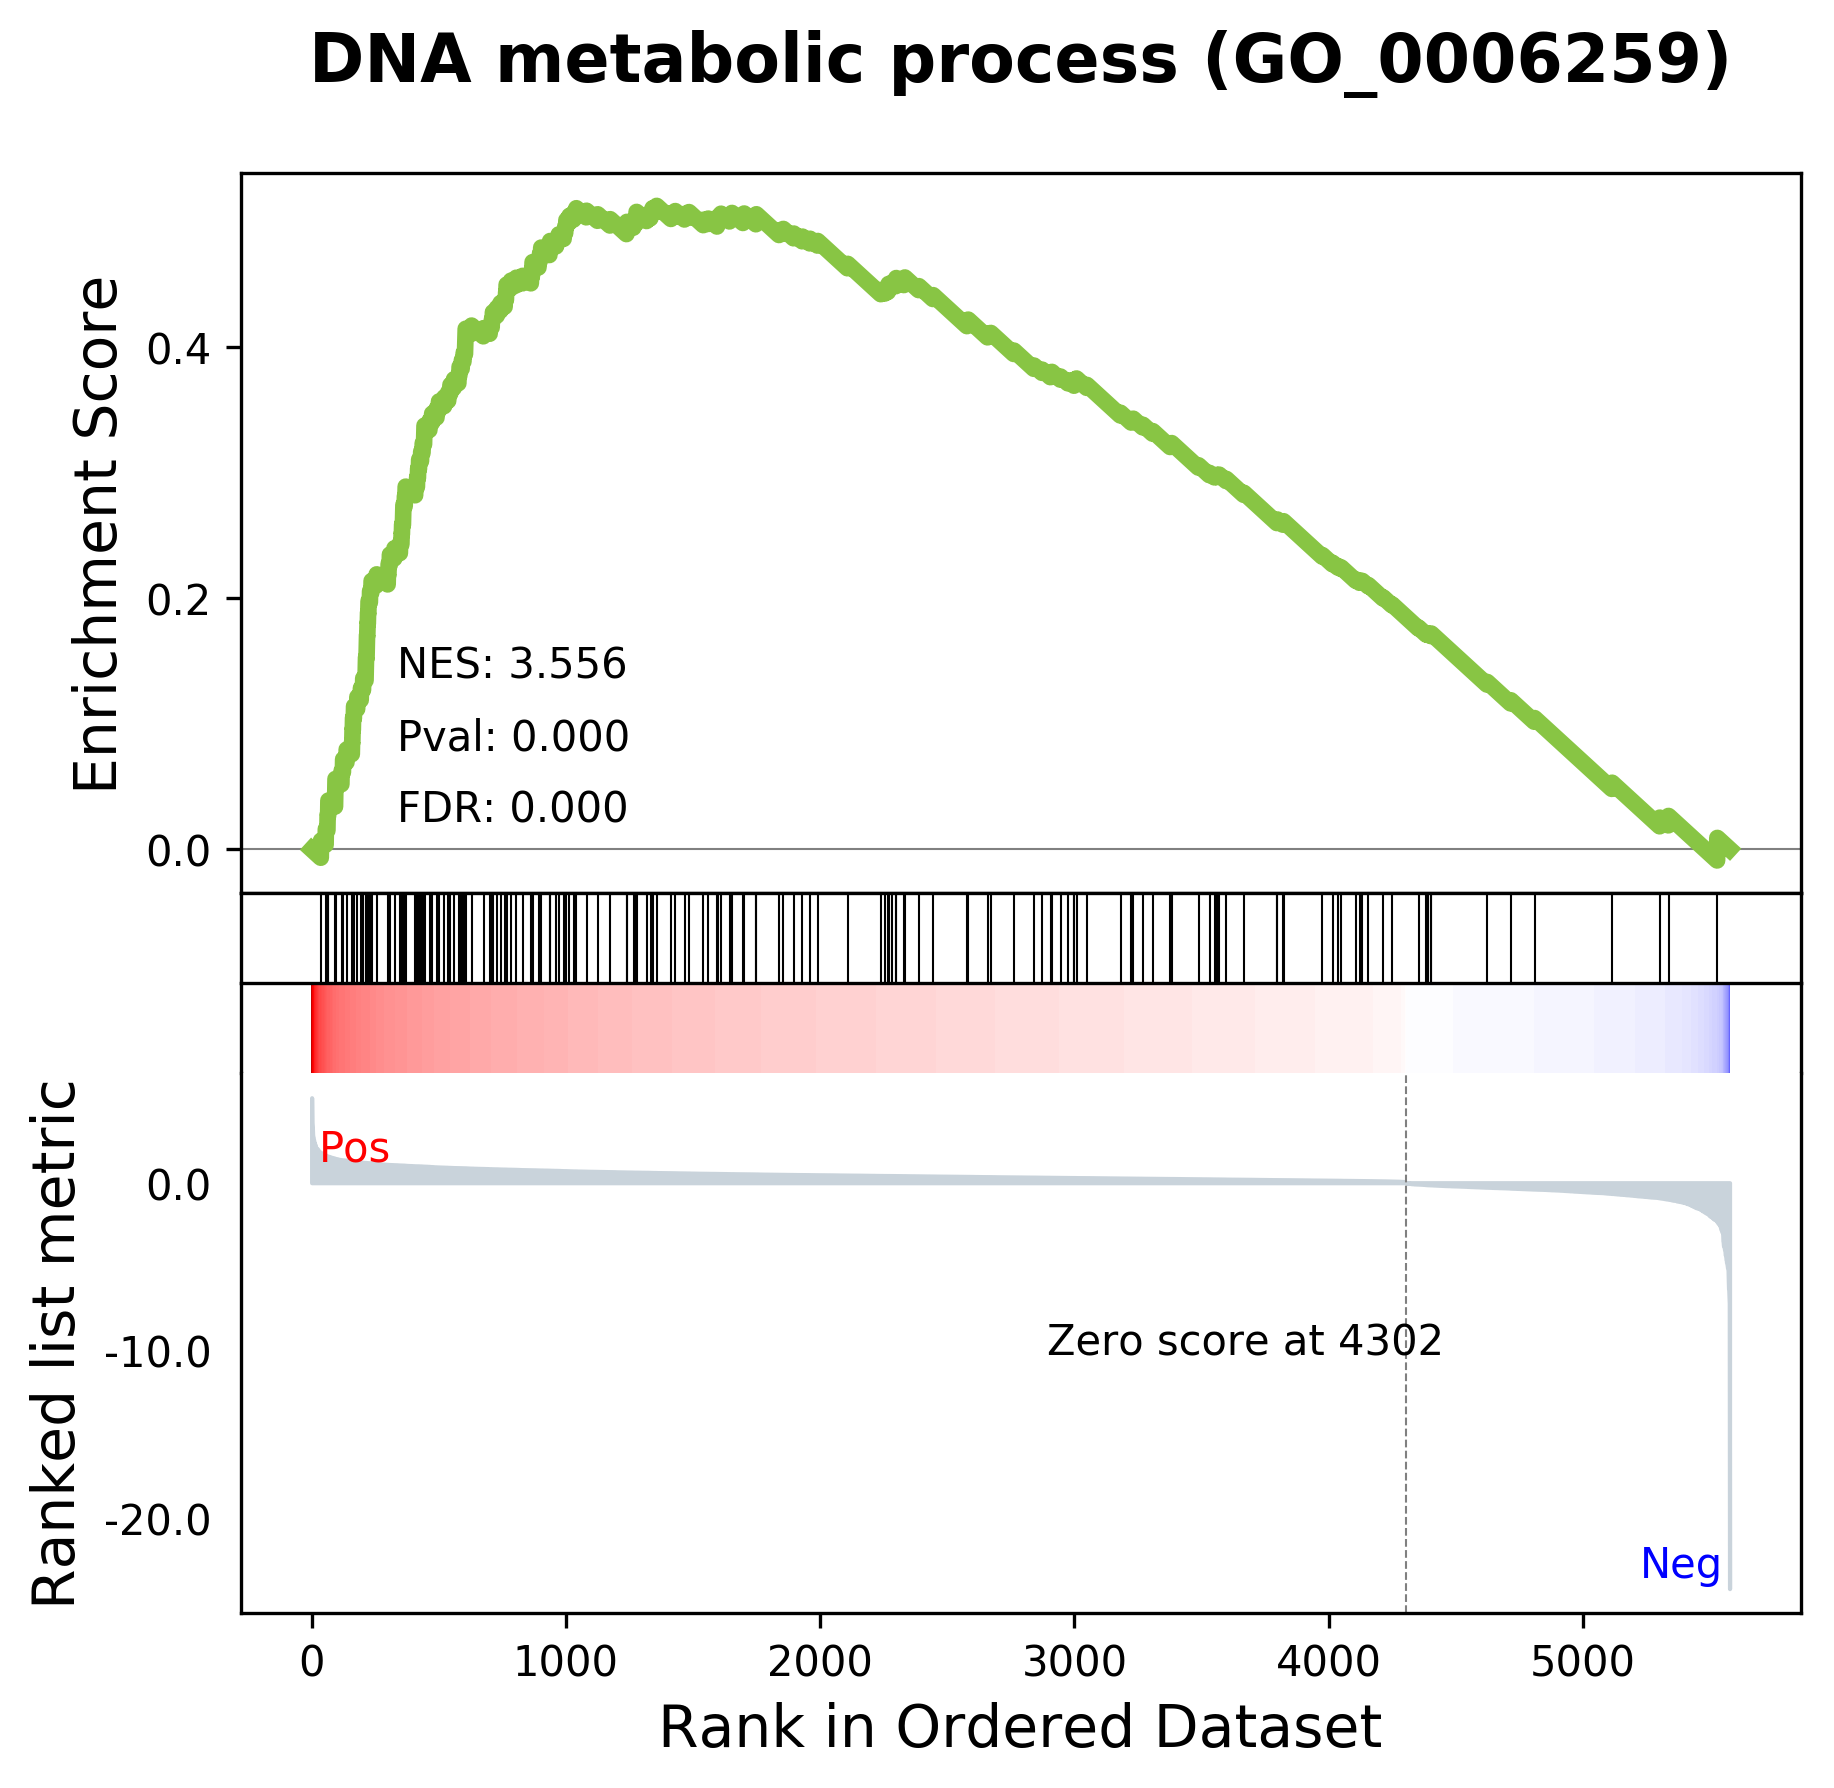 DNA metabolic process (GO_0006259)
Enrichment Score
0.4
0.2
0.0
NES: 3.556
Pval: 0.000
FDR: 0.000
Ranked list metric
Pos
0.0
-10.0
-20.0
Zero score at 4302
Neg
0 1000 2000 3000 4000 5000
Rank in Ordered Dataset